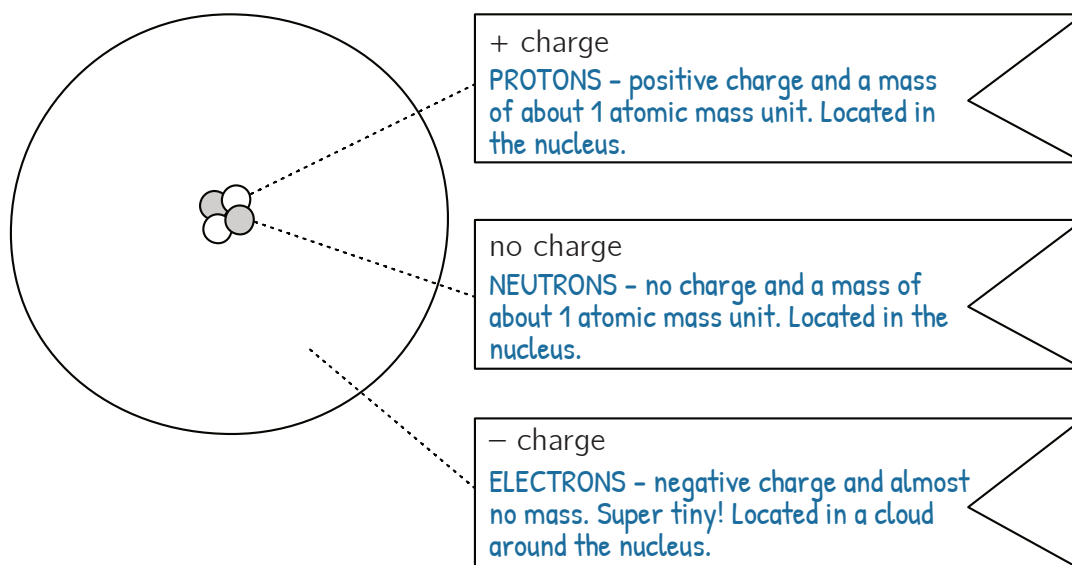 + charge
PROTONS – positive charge and a mass
of about 1 atomic mass unit. Located in
the nucleus.
no charge
NEUTRONS – no charge and a mass of
about 1 atomic mass unit. Located in the
nucleus.
– charge
ELECTRONS – negative charge and almost
no mass. Super tiny! Located in a cloud
around the nucleus.